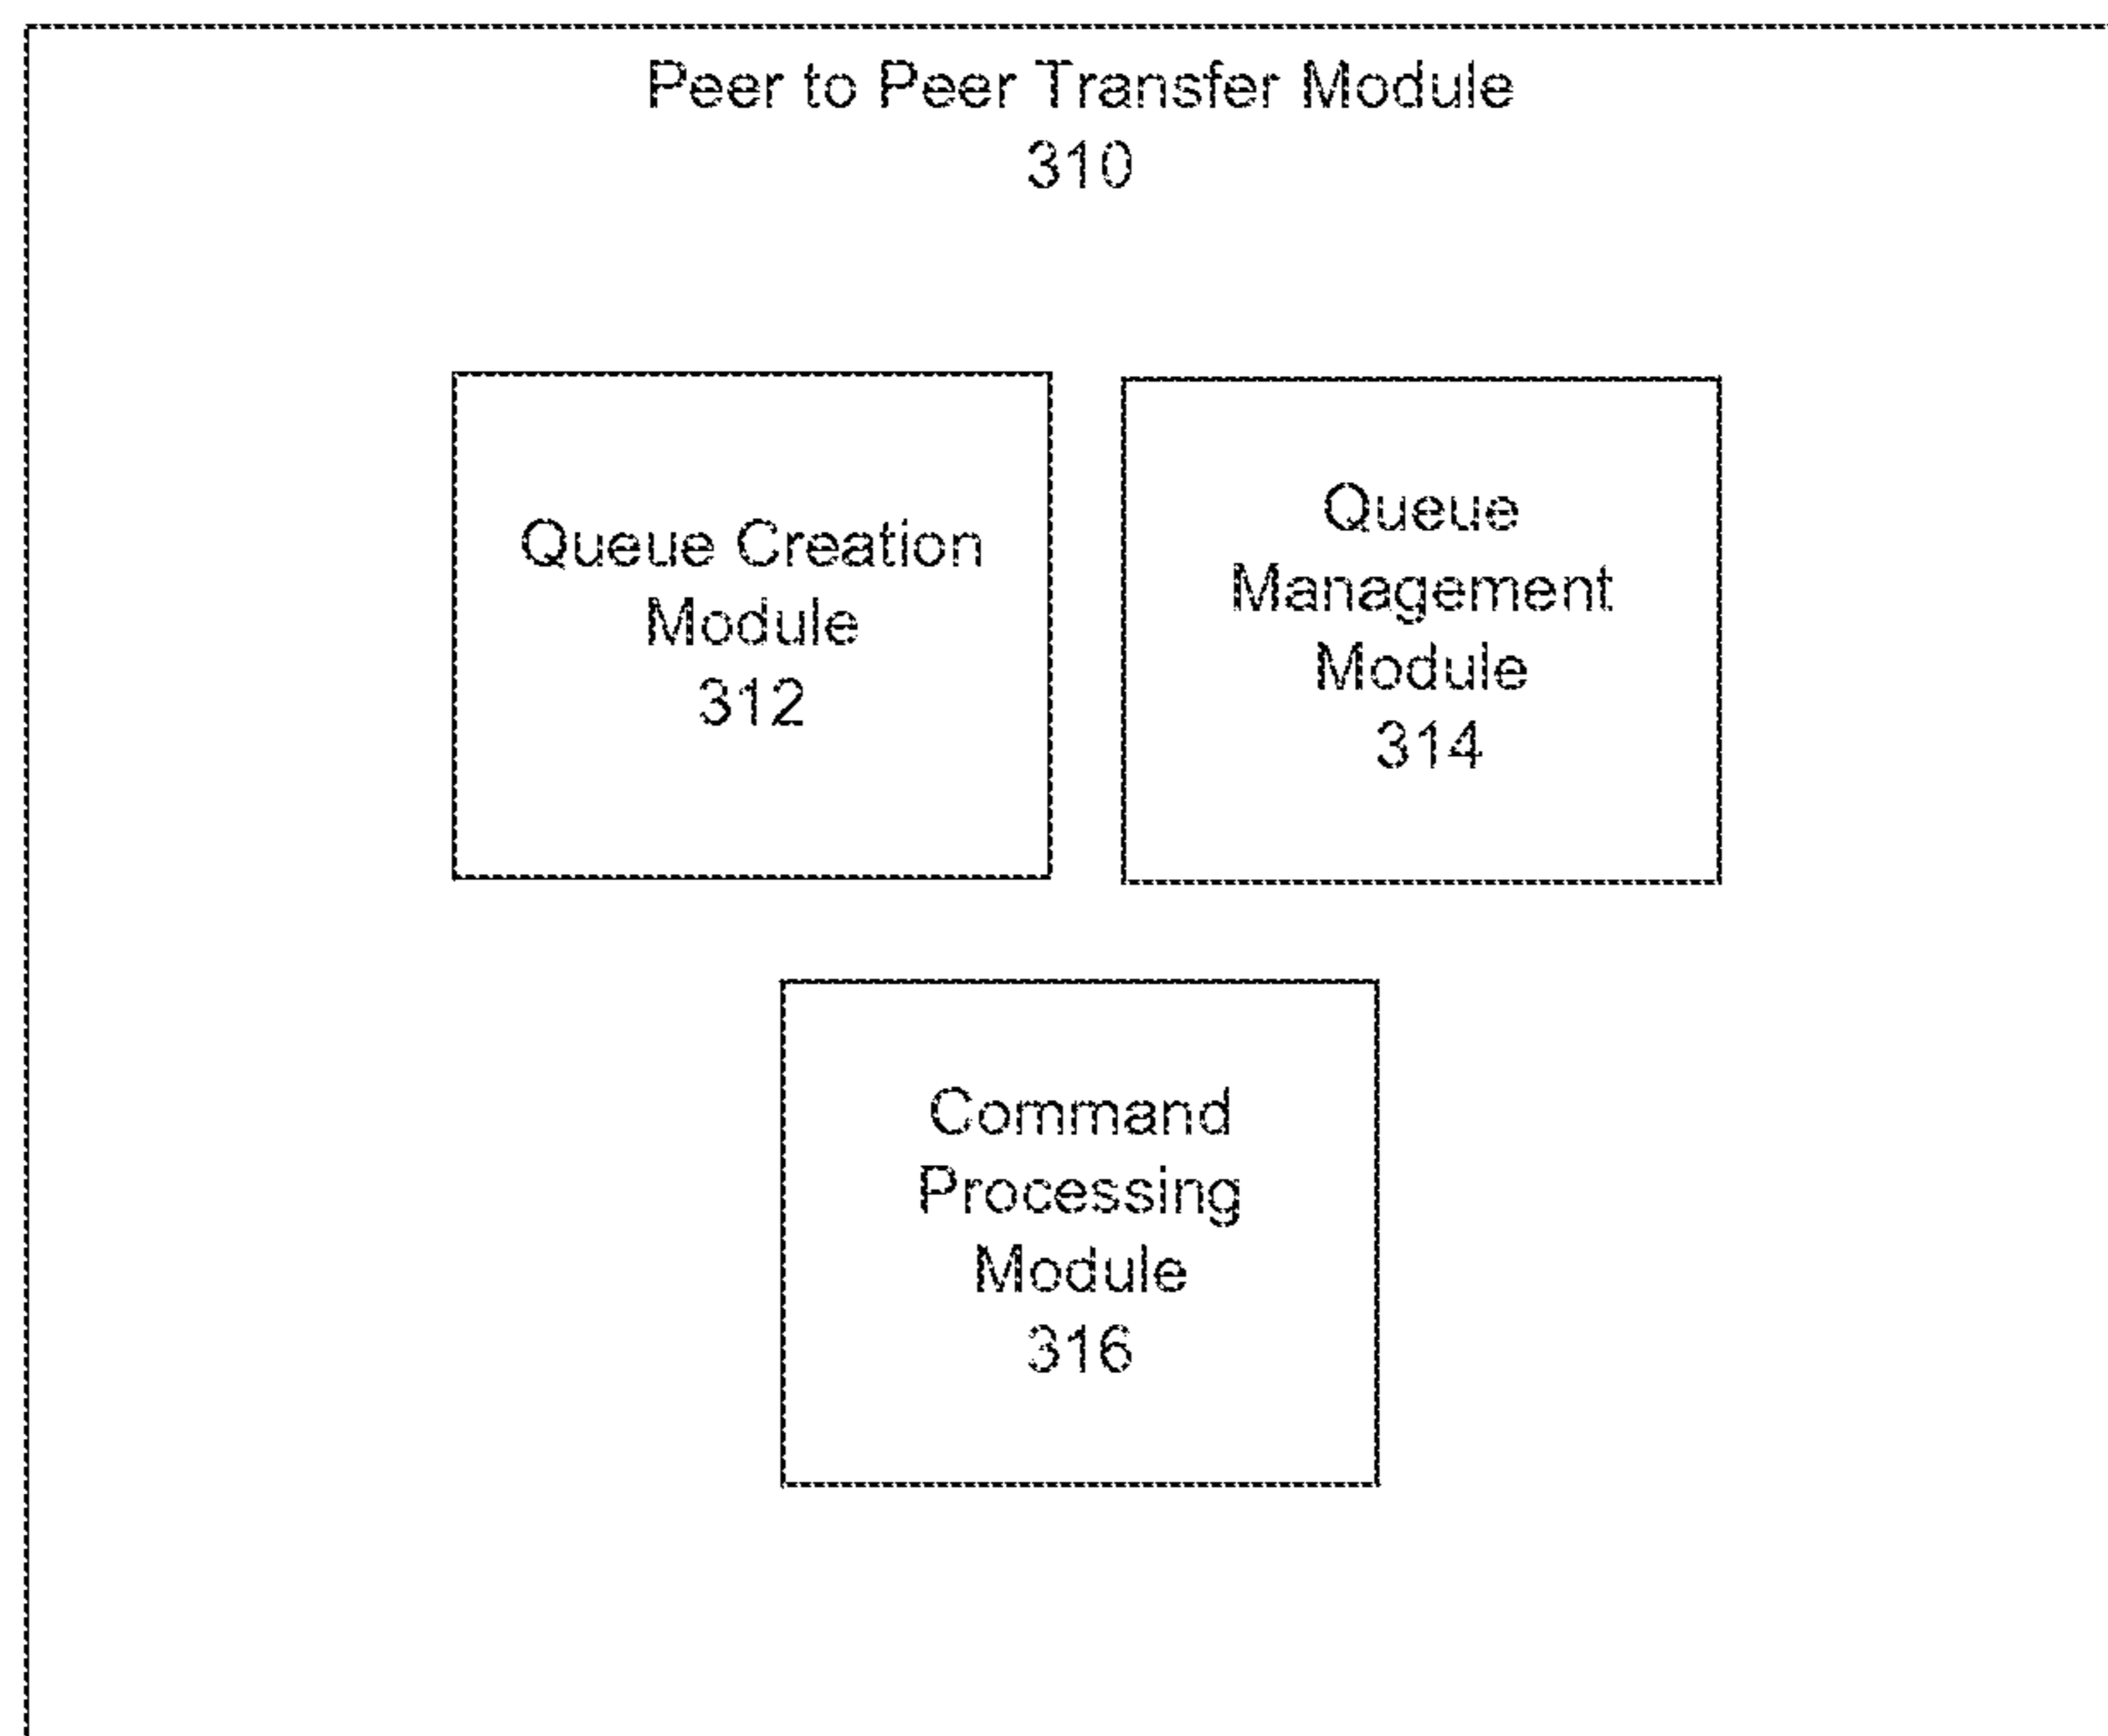 Peer to Peer Transfer Module
310
Queue Creation
Module
312
Queue
Management
Module
314
Command
Processing
Module
316